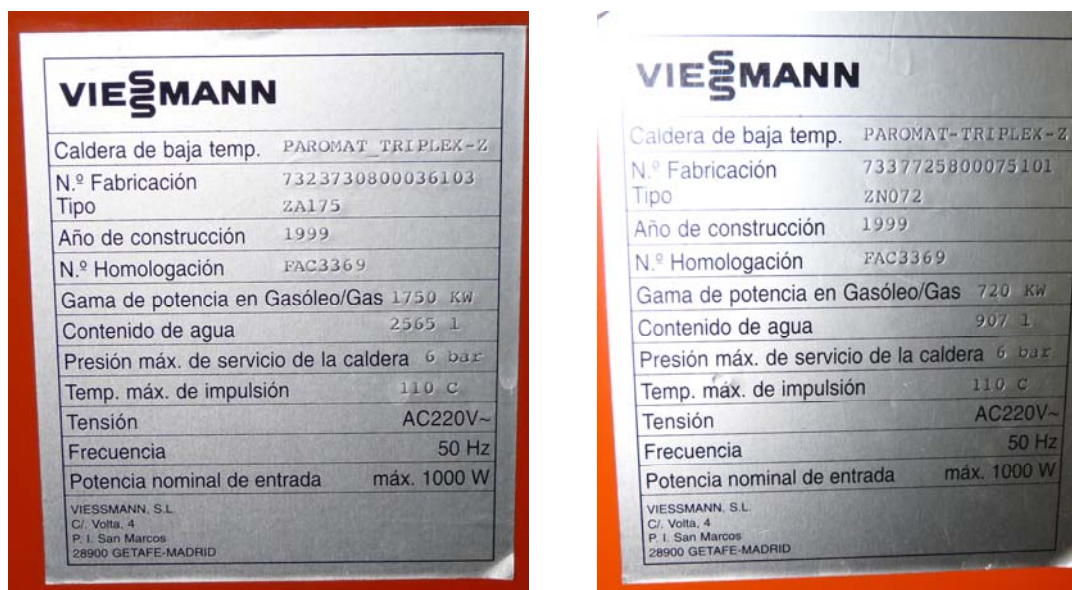 VIESSMANN
Caldera de baja temp. PAROMAT_TRIPLEX-Z
N.º Fabricación 7323730800036103
Tipo ZA175
Año de construcción 1999
N.º Homologación FAC3369
Gama de potencia en Gasóleo/Gas 1750 KW
Contenido de agua 2565 l
Presión máx. de servicio de la caldera 6 bar
Temp. máx. de impulsión 110 C
Tensión AC220V~
Frecuencia 50 Hz
Potencia nominal de entrada máx. 1000 W
VIESSMANN, S.L.
C/. Volta, 4
P. I. San Marcos
28900 GETAFE-MADRID
VIESSMANN
Caldera de baja temp. PAROMAT-TRIPLEX-Z
N.º Fabricación 7337725800075101
Tipo ZN072
Año de construcción 1999
N.º Homologación FAC3369
Gama de potencia en Gasóleo/Gas 720 KW
Contenido de agua 907 l
Presión máx. de servicio de la caldera 6 bar
Temp. máx. de impulsión 110 C
Tensión AC220V~
Frecuencia 50 Hz
Potencia nominal de entrada máx. 1000 W
VIESSMANN, S.L.
C/. Volta, 4
P. I. San Marcos
28900 GETAFE-MADRID